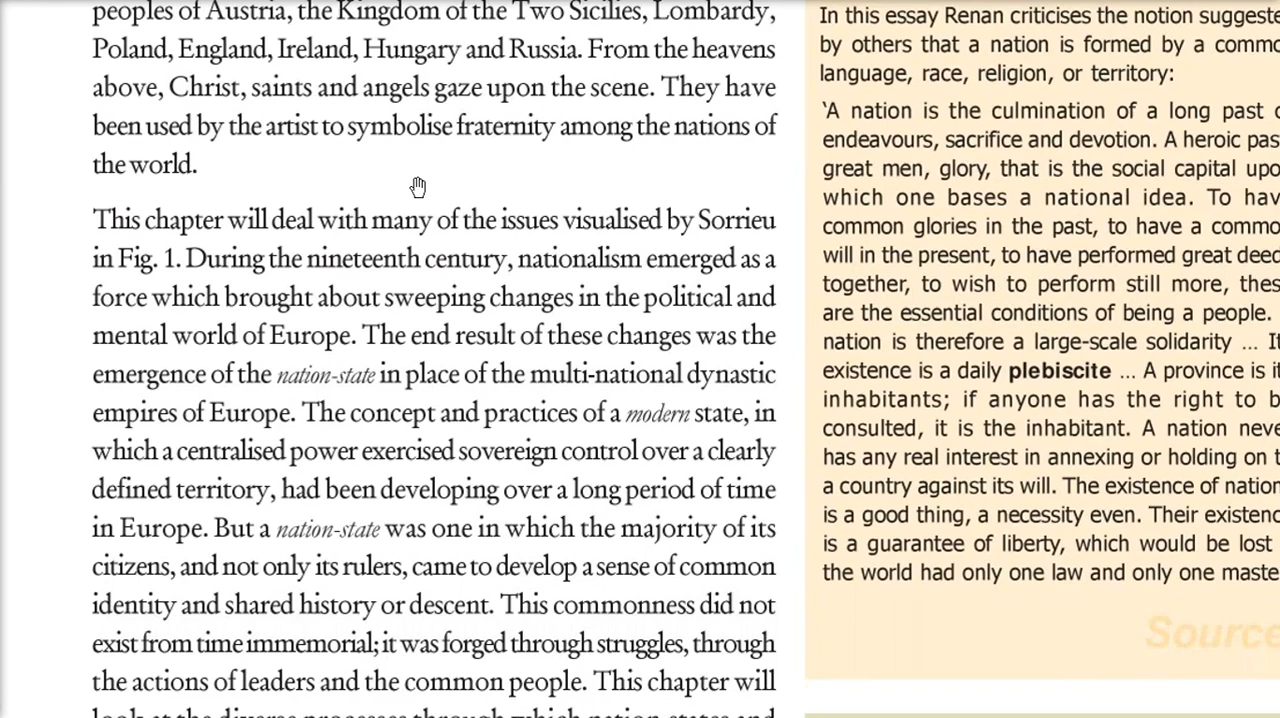 peoples of Austria, the Kingdom of the Two Sicilies, Lombardy,
Poland, England, Ireland, Hungary and Russia. From the heavens
above, Christ, saints and angels gaze upon the scene. They have
been used by the artist to symbolise fraternity among the nations of
the world.
This chapter will deal with many of the issues visualised by Sorrieu
in Fig. 1. During the nineteenth century, nationalism emerged as a
force which brought about sweeping changes in the political and
mental world of Europe. The end result of these changes was the
emergence of the nation-state in place of the multi-national dynastic
empires of Europe. The concept and practices of a modern state, in
which a centralised power exercised sovereign control over a clearly
defined territory, had been developing over a long period of time
in Europe. But a nation-state was one in which the majority of its
citizens, and not only its rulers, came to develop a sense of common
identity and shared history or descent. This commonness did not
exist from time immemorial; it was forged through struggles, through
the actions of leaders and the common people. This chapter will
look at the diverse processes through which nation-states and
In this essay Renan criticises the notion suggeste
by others that a nation is formed by a commo
language, race, religion, or territory:
‘A nation is the culmination of a long past o
endeavours, sacrifice and devotion. A heroic pas
great men, glory, that is the social capital upo
which one bases a national idea. To hav
common glories in the past, to have a commo
will in the present, to have performed great deed
together, to wish to perform still more, thes
are the essential conditions of being a people.
nation is therefore a large-scale solidarity … It
existence is a daily plebiscite … A province is it
inhabitants; if anyone has the right to b
consulted, it is the inhabitant. A nation neve
has any real interest in annexing or holding on t
a country against its will. The existence of nation
is a good thing, a necessity even. Their existenc
is a guarantee of liberty, which would be lost
the world had only one law and only one maste
Source